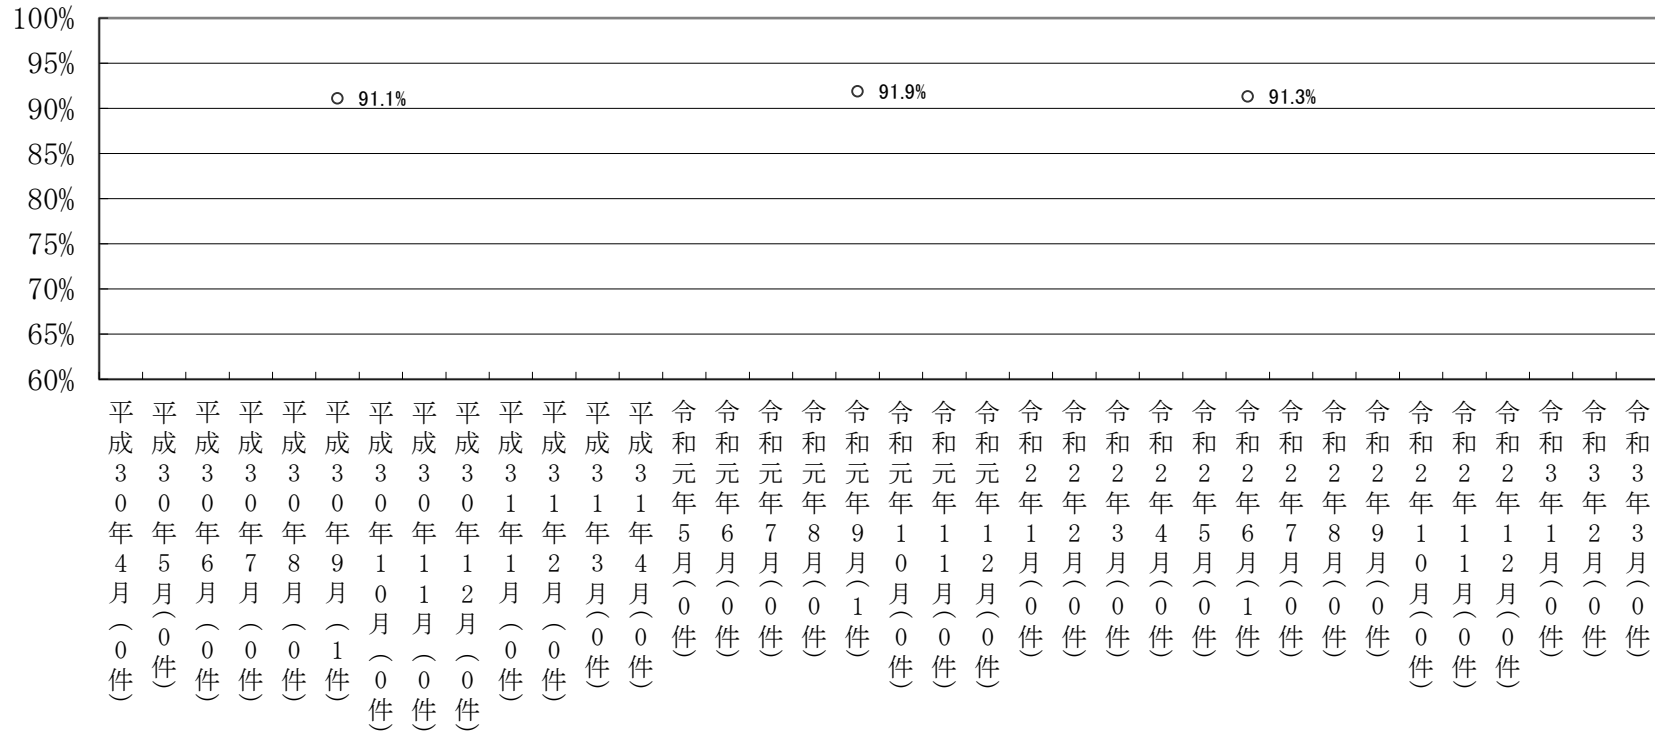 100%
95%
90%
85%
80%
75%
70%
65%
60%
91.1%
91.9%
91.3%
平成30年4月（0件）
平成30年5月(0件)
平成30年6月（0件）
平成30年7月（0件）
平成30年8月（0件）
平成30年9月（1件）
平成30年10月（0件）
平成30年11月（0件）
平成30年12月（0件）
平成31年1月（0件）
平成31年2月（0件）
平成31年3月(0件)
平成31年4月(0件)
令和元年5月(0件)
令和元年6月(0件)
令和元年7月(0件)
令和元年8月(0件)
令和元年9月(1件)
令和元年10月(0件)
令和元年11月(0件)
令和元年12月(0件)
令和2年1月(0件)
令和2年2月(0件)
令和2年3月(0件)
令和2年4月(0件)
令和2年5月(0件)
令和2年6月(1件)
令和2年7月(0件)
令和2年8月(0件)
令和2年9月(0件)
令和2年10月(0件)
令和2年11月(0件)
令和2年12月(0件)
令和3年1月(0件)
令和3年2月(0件)
令和3年3月(0件)